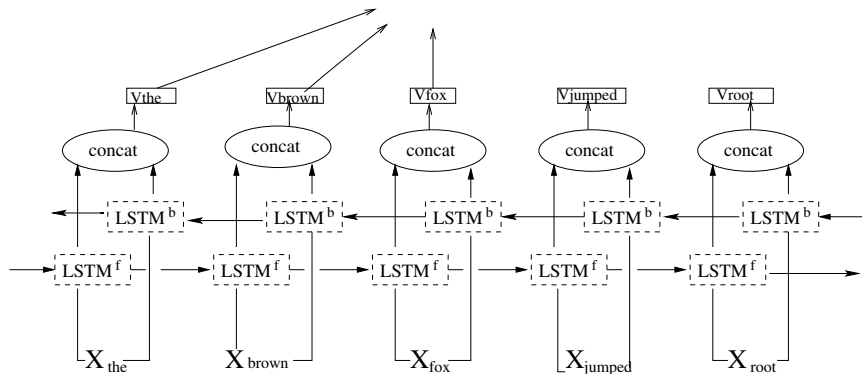 Vthe Vbrown Vfox Vjumped Vroot
concat concat concat concat concat
LSTM b LSTM b LSTM b LSTM b LSTM b
LSTM f LSTM f LSTM f LSTM f LSTM f
X the X brown X fox X jumped X root